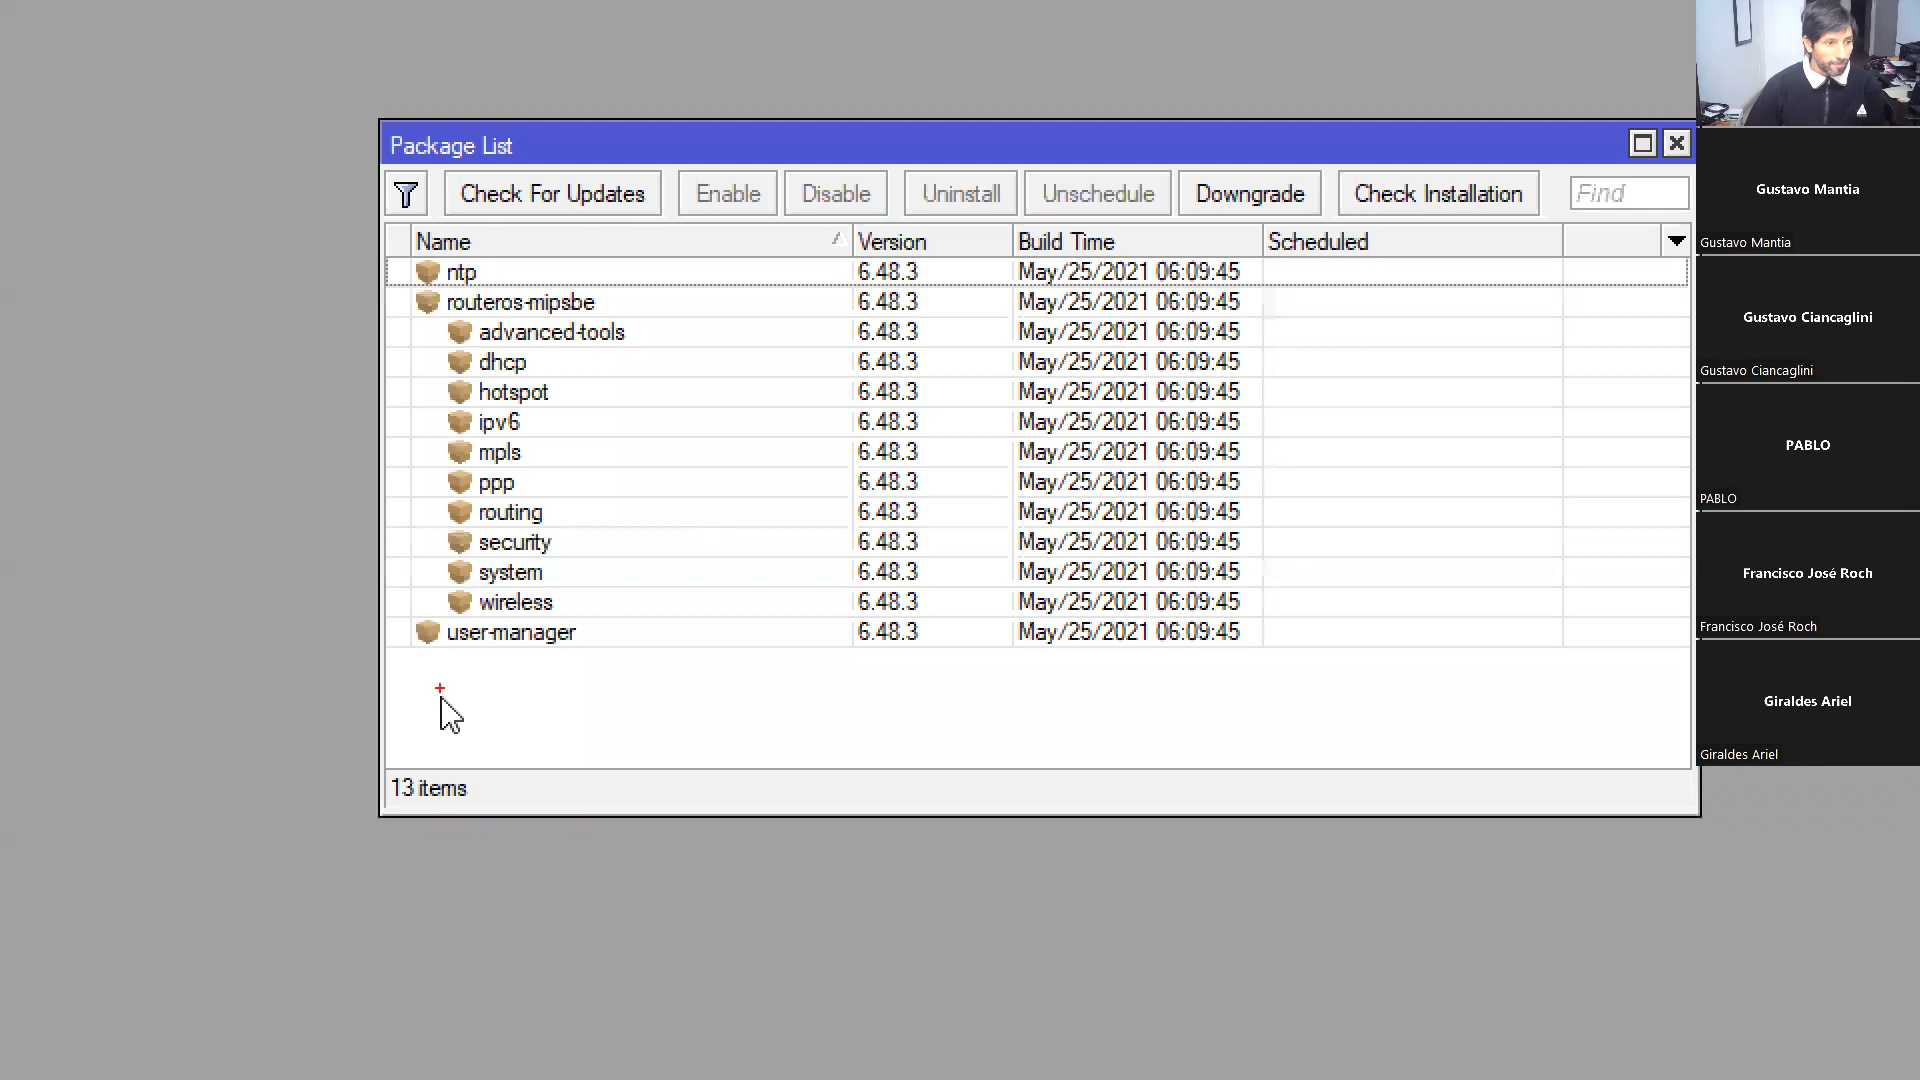 Package List
Check For Updates Enable Disable Uninstall Unschedule Downgrade Check Installation Find
Name Version Build Time Scheduled
ntp 6.48.3 May/25/2021 06:09:45
routeros-mipsbe 6.48.3 May/25/2021 06:09:45
advanced-tools 6.48.3 May/25/2021 06:09:45
dhcp 6.48.3 May/25/2021 06:09:45
hotspot 6.48.3 May/25/2021 06:09:45
ipv6 6.48.3 May/25/2021 06:09:45
mpls 6.48.3 May/25/2021 06:09:45
ppp 6.48.3 May/25/2021 06:09:45
routing 6.48.3 May/25/2021 06:09:45
security 6.48.3 May/25/2021 06:09:45
system 6.48.3 May/25/2021 06:09:45
wireless 6.48.3 May/25/2021 06:09:45
user-manager 6.48.3 May/25/2021 06:09:45
13 items
Gustavo Mantia
Gustavo Mantia
Gustavo Ciancaglini
Gustavo Ciancaglini
PABLO
PABLO
Francisco José Roch
Francisco José Roch
Giraldes Ariel
Giraldes Ariel